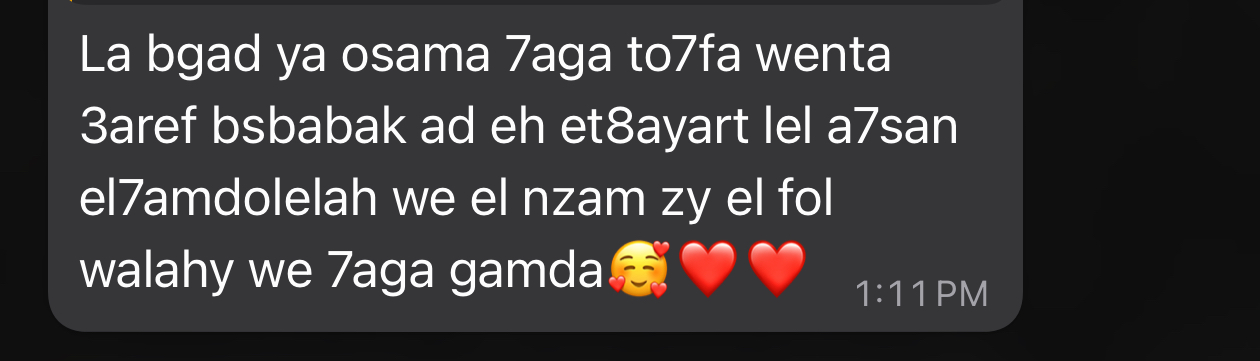 La bgad ya osama 7aga to7fa wenta
3aref bsbabak ad eh et8ayart lel a7san
el7amdolelah we el nzam zy el fol
walahy we 7aga gamda🥰❤️❤️
1:11 PM